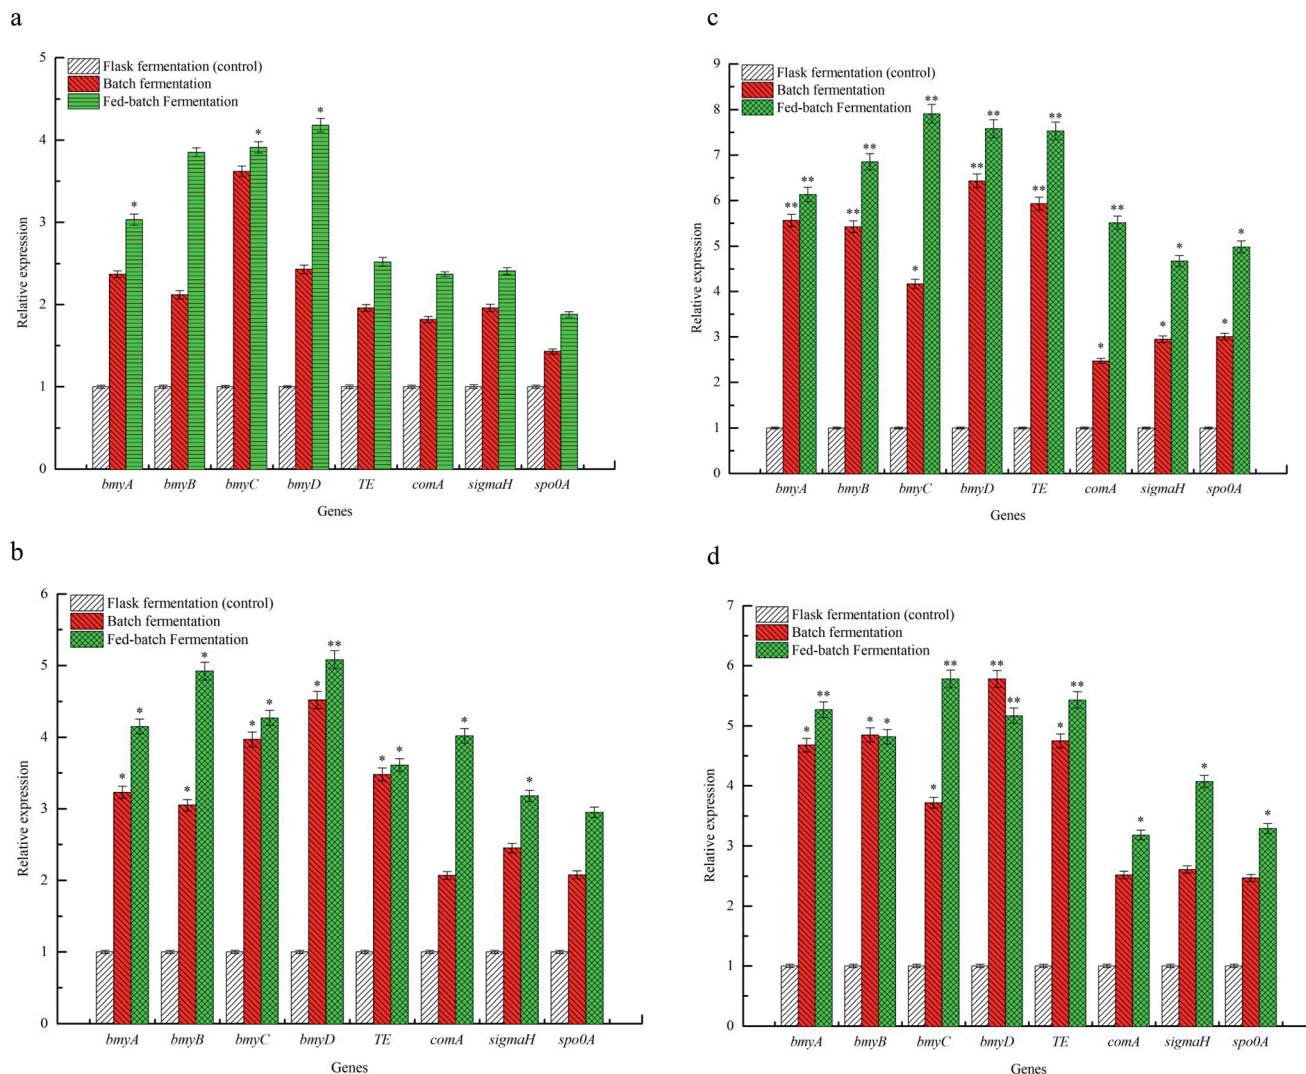 a
5
4
3
2
1
0
Relative expression
Flask fermentation (control)
Batch fermentation
Fed-batch Fermentation
* * *
bmyA bmyB bmyC bmyD TE comA sigmaH spo0A
Genes
b
6
5
4
3
2
1
0
Relative expression
Flask fermentation (control)
Batch fermentation
Fed-batch Fermentation
* * * * * * * ** * * * *
bmyA bmyB bmyC bmyD TE comA sigmaH spo0A
Genes
c
9
8
7
6
5
4
3
2
1
0
Relative expression
Flask fermentation (control)
Batch fermentation
Fed-batch Fermentation
** ** ** ** * ** ** ** ** ** * ** * * * *
bmyA bmyB bmyC bmyD TE comA sigmaH spo0A
Genes
d
7
6
5
4
3
2
1
0
Relative expression
Flask fermentation (control)
Batch fermentation
Fed-batch Fermentation
* ** * * * ** ** ** * ** * * *
bmyA bmyB bmyC bmyD TE comA sigmaH spo0A
Genes